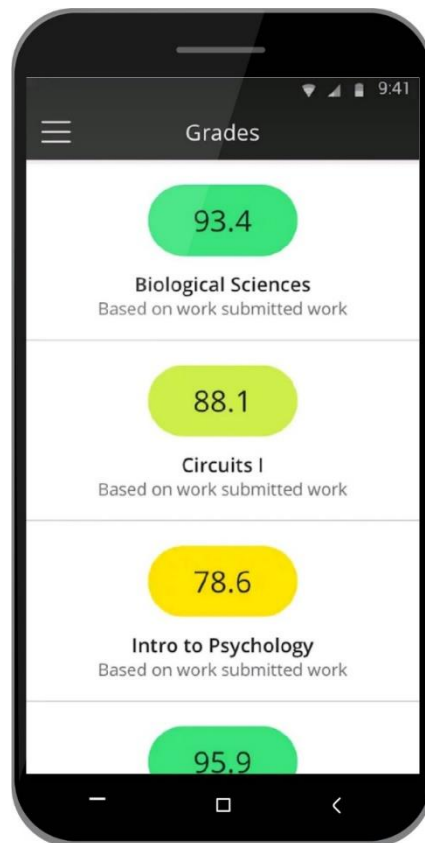 9:41
Grades
93.4
Biological Sciences
Based on work submitted work
88.1
Circuits I
Based on work submitted work
78.6
Intro to Psychology
Based on work submitted work
95.9